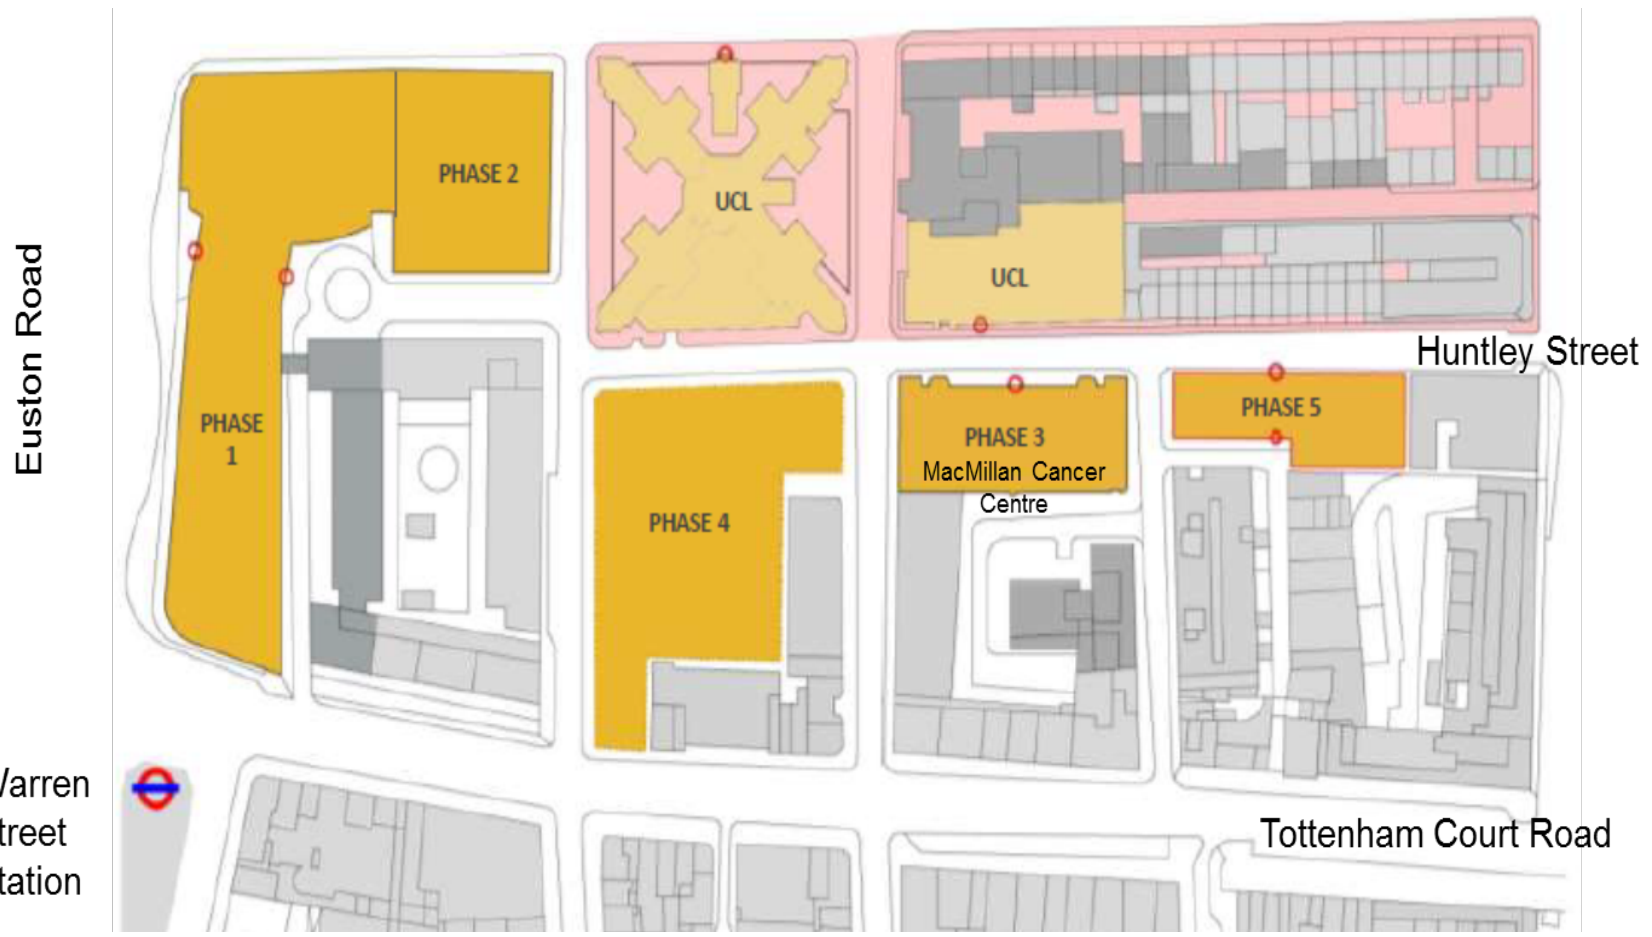 PHASE 2
UCL
UCL
Euston Road
Huntley Street
PHASE
1
PHASE 3
MacMillan Cancer
Centre
PHASE 5
PHASE 4
arren
treet
tation
Tottenham Court Road